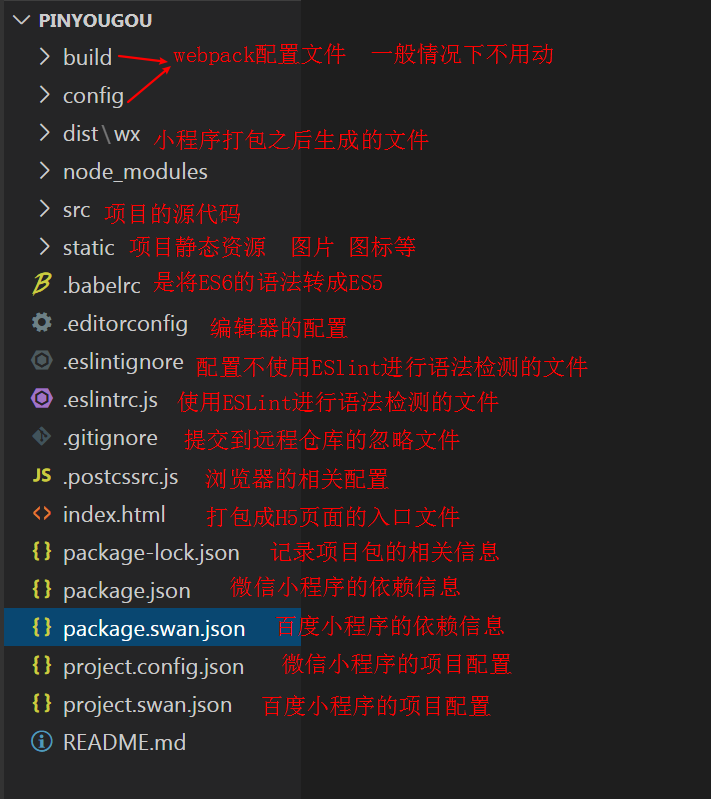 PINYOUGOU
build webpack配置文件 一般情况下不用动
config
dist\wx 小程序打包之后生成的文件
node_modules
src 项目的源代码
static 项目静态资源 图片 图标等
.babelrc 是将ES6的语法转成ES5
.editorconfig 编辑器的配置
.eslintignore 配置不使用ESlint进行语法检测的文件
.eslintrc.js 使用ESLint进行语法检测的文件
.gitignore 提交到远程仓库的忽略文件
JS .postcssrc.js 浏览器的相关配置
<> index.html 打包成H5页面的入口文件
{} package-lock.json 记录项目包的相关信息
{} package.json 微信小程序的依赖信息
{} package.swan.json 百度小程序的依赖信息
{} project.config.json 微信小程序的项目配置
{} project.swan.json 百度小程序的项目配置
README.md